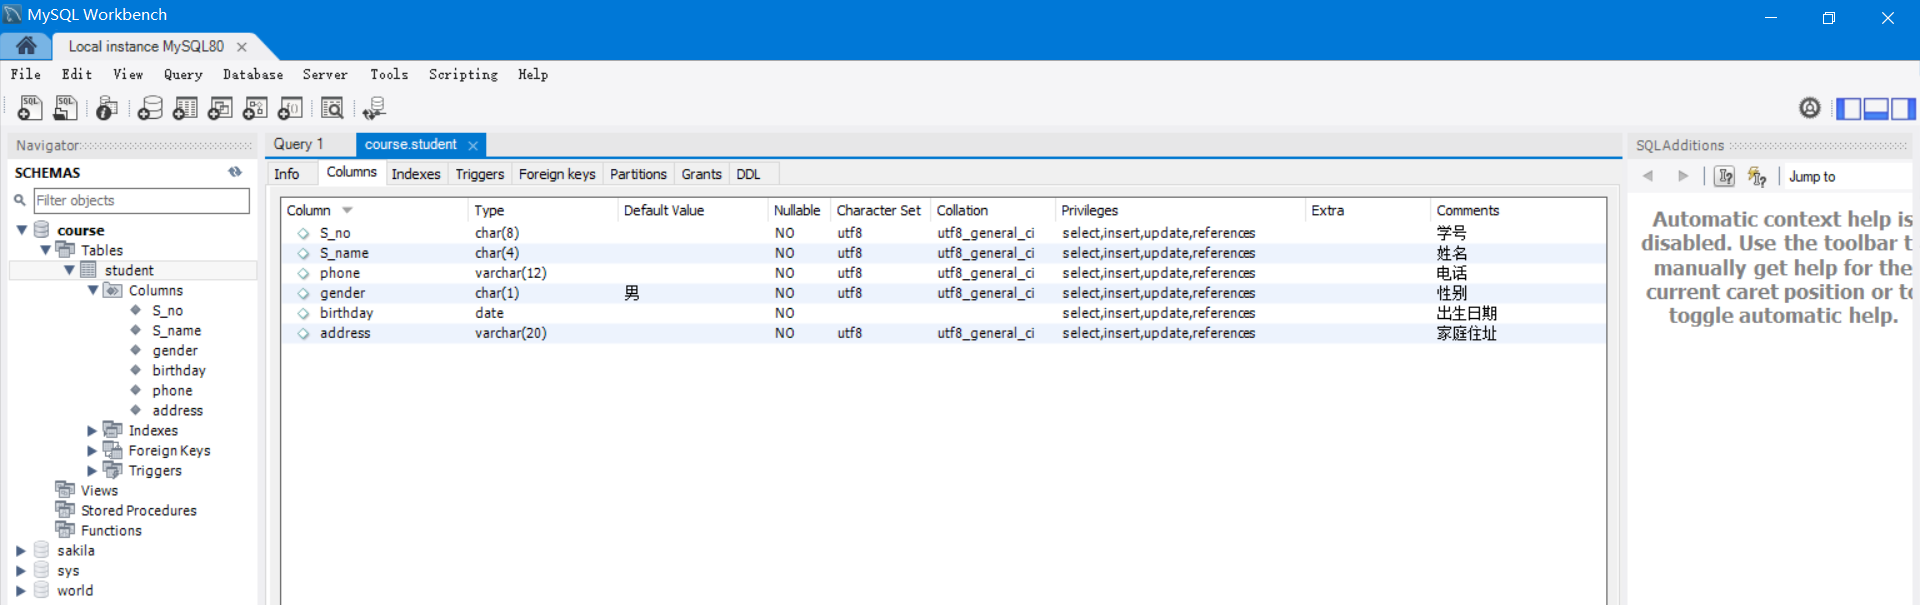 MySQL Workbench
Local instance MySQL80
File Edit View Query Database Server Tools Scripting Help
Navigator
SCHEMAS
Filter objects
course
Tables
student
Columns
S_no
S_name
gender
birthday
phone
address
Indexes
Foreign Keys
Triggers
Views
Stored Procedures
Functions
sakila
sys
world
Query 1 course.student
Info Columns Indexes Triggers Foreign keys Partitions Grants DDL
Column Type Default Value Nullable Character Set Collation Privileges Extra Comments
S_no char(8) NO utf8 utf8_general_ci select,insert,update,references 学号
S_name char(4) NO utf8 utf8_general_ci select,insert,update,references 姓名
phone varchar(12) NO utf8 utf8_general_ci select,insert,update,references 电话
gender char(1) 男 NO utf8 utf8_general_ci select,insert,update,references 性别
birthday date NO select,insert,update,references 出生日期
address varchar(20) NO utf8 utf8_general_ci select,insert,update,references 家庭住址
SQLAdditions
Jump to
Automatic context help is
disabled. Use the toolbar t
manually get help for the
current caret position or to
toggle automatic help.